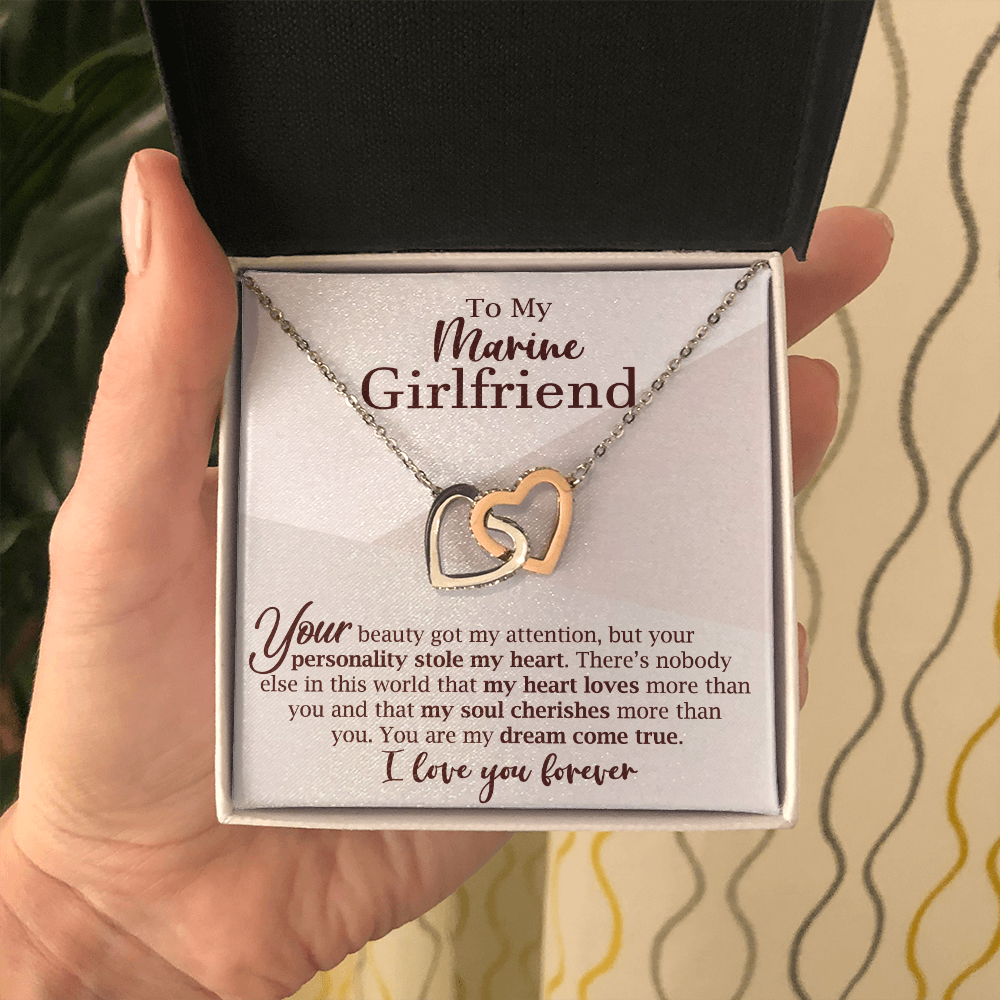 To My
Marine
Girlfriend
Your beauty got my attention, but your
personality stole my heart. There's nobody
else in this world that my heart loves more than
you and that my soul cherishes more than
you. You are my dream come true.
I love you forever